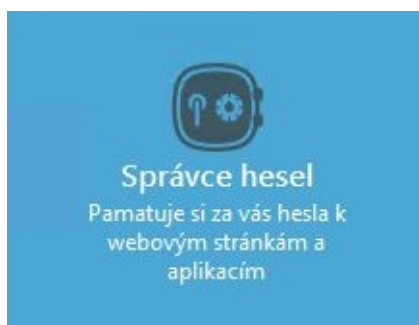 Správce hesel
Pamatuje si za vás hesla k
webovým stránkám a
aplikacím